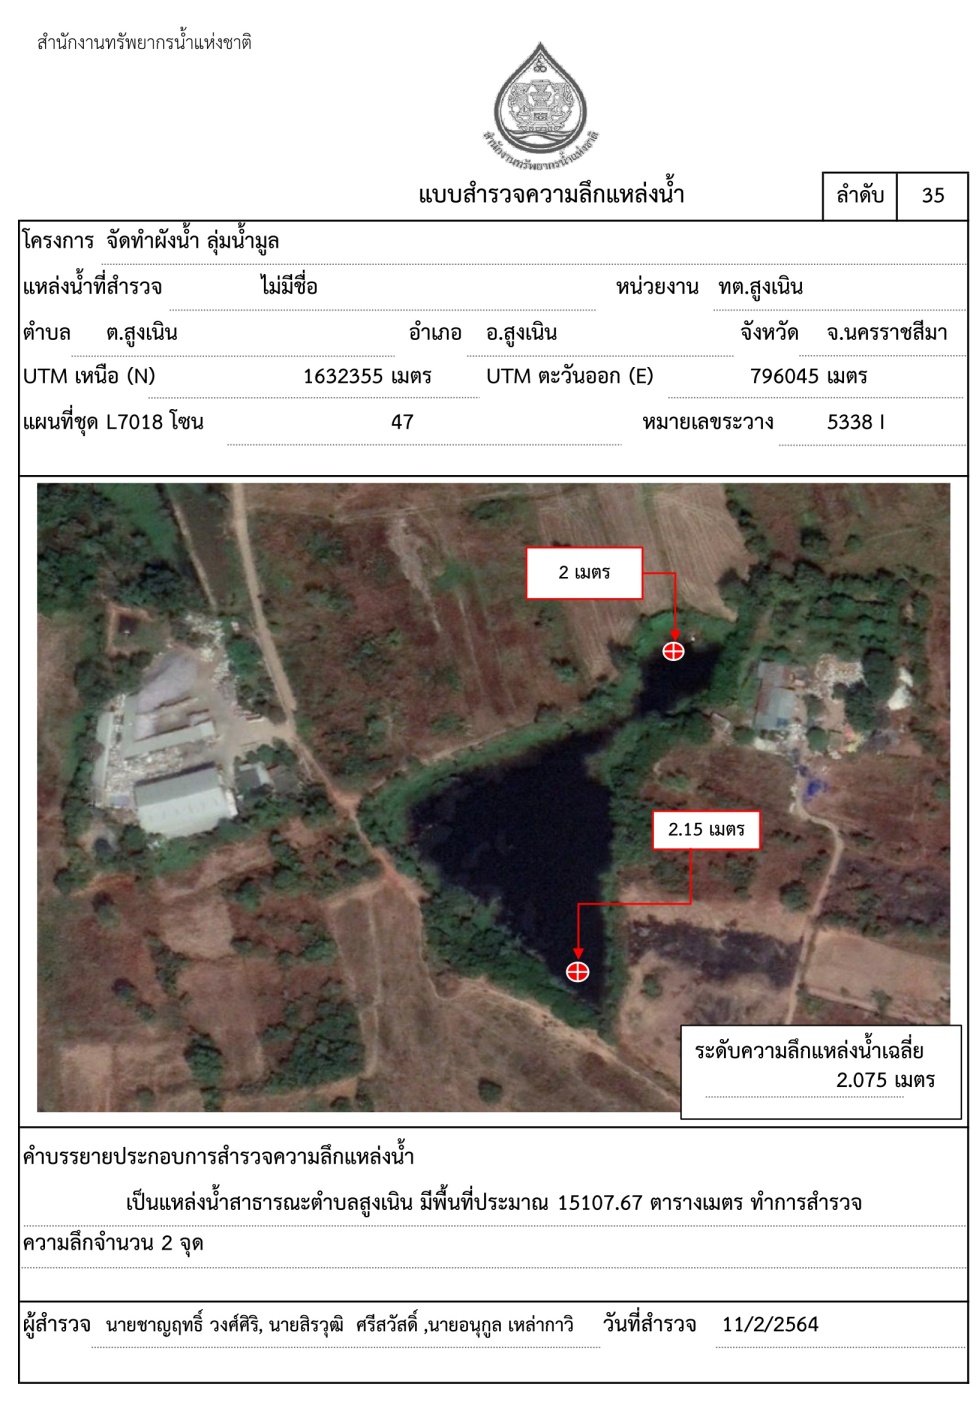 สำนักงานทรัพยากรน้ำแห่งชาติ
สำนักงานทรัพยากรน้ำแห่งชาติ
แบบสำรวจความลึกแหล่งน้ำ
ลำดับ 35
โครงการ จัดทำผังน้ำ ลุ่มน้ำมูล
แหล่งน้ำที่สำรวจ ไม่มีชื่อ หน่วยงาน ทต.สูงเนิน
ตำบล ต.สูงเนิน อำเภอ อ.สูงเนิน จังหวัด จ.นครราชสีมา
UTM เหนือ (N) 1632355 เมตร UTM ตะวันออก (E) 796045 เมตร
แผนที่ชุด L7018 โซน 47 หมายเลขระวาง 5338 I
2 เมตร
2.15 เมตร
ระดับความลึกแหล่งน้ำเฉลี่ย
2.075 เมตร
คำบรรยายประกอบการสำรวจความลึกแหล่งน้ำ
เป็นแหล่งน้ำสาธารณะตำบลสูงเนิน มีพื้นที่ประมาณ 15107.67 ตารางเมตร ทำการสำรวจ
ความลึกจำนวน 2 จุด
ผู้สำรวจ นายชาญฤทธิ์ วงศ์ศิริ, นายสิรวุฒิ ศรีสวัสดิ์ ,นายอนุกูล เหล่ากาวิ วันที่สำรวจ 11/2/2564